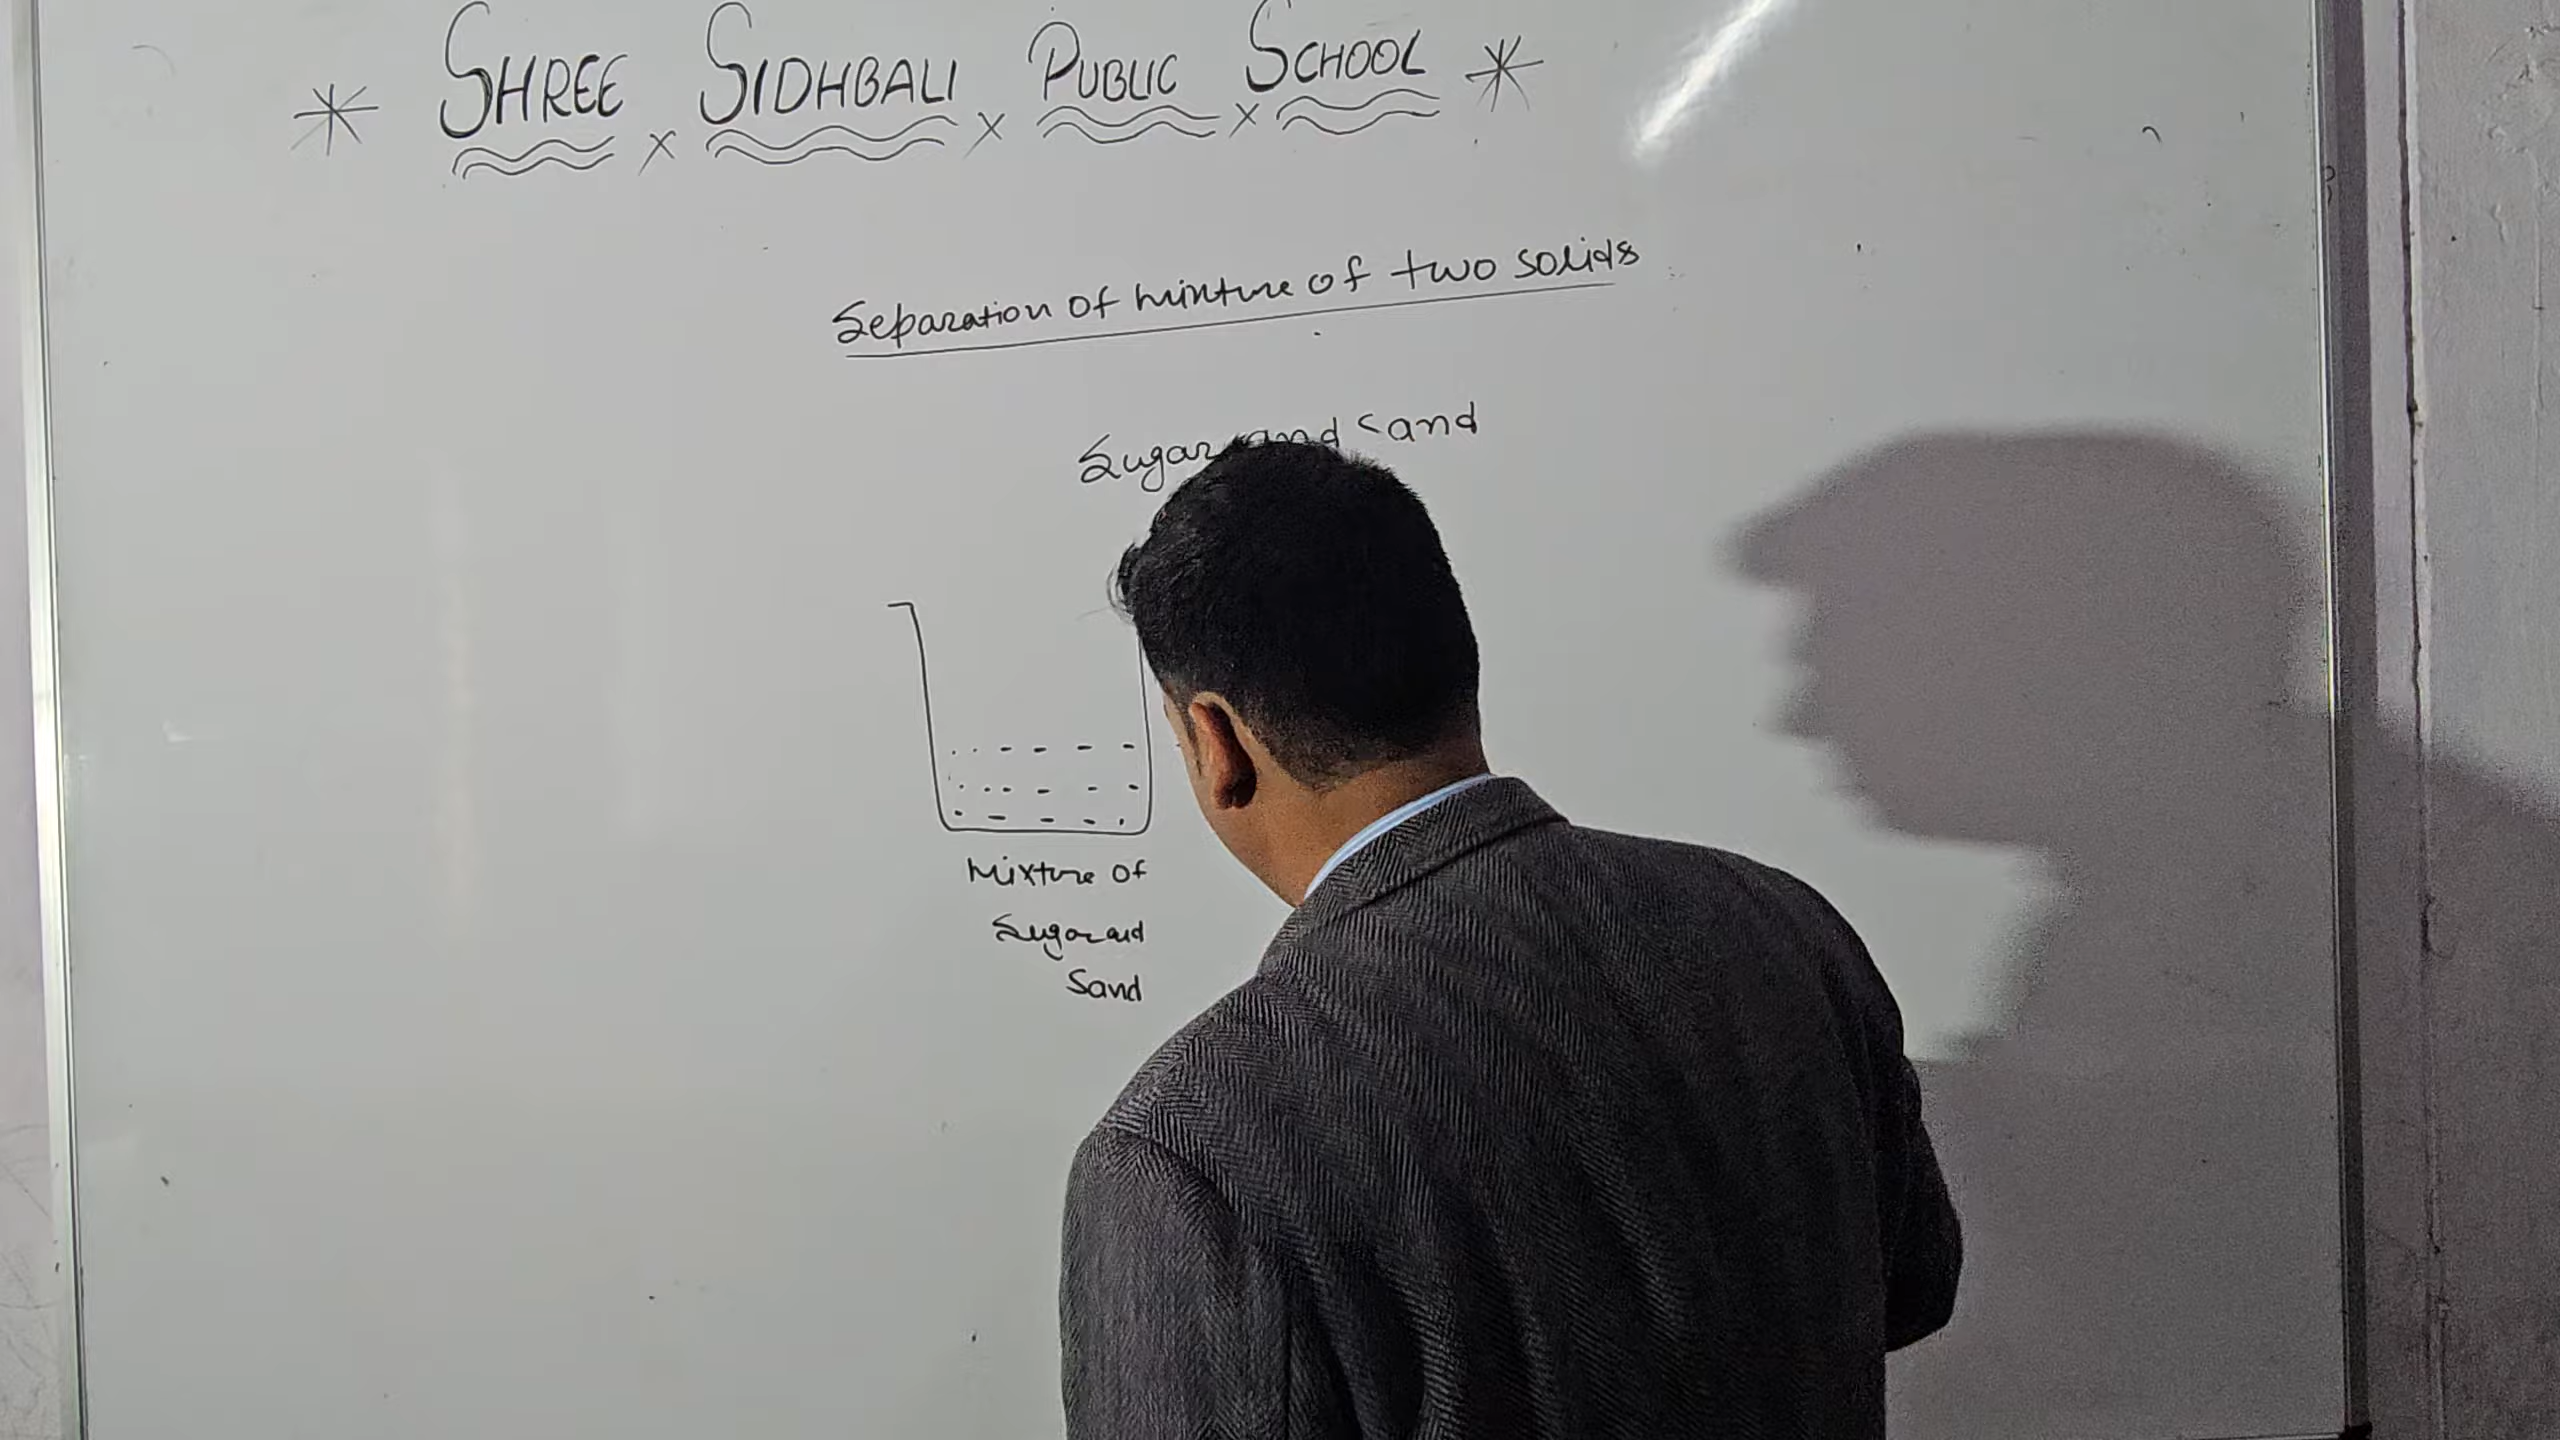 * SHREE x SIDHBALI x PUBLIC x SCHOOL *
Separation of mixture of two solids
Sugar and Sand
Mixture of
Sugar and
Sand